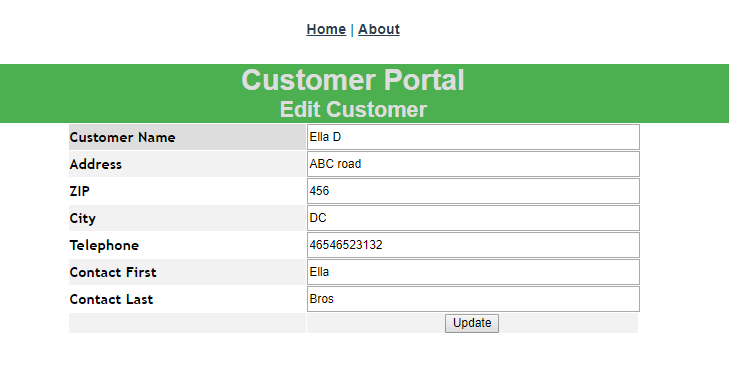 Home | About
Customer Portal
Edit Customer
Customer Name Ella D
Address ABC road
ZIP 456
City DC
Telephone 46546523132
Contact First Ella
Contact Last Bros
Update